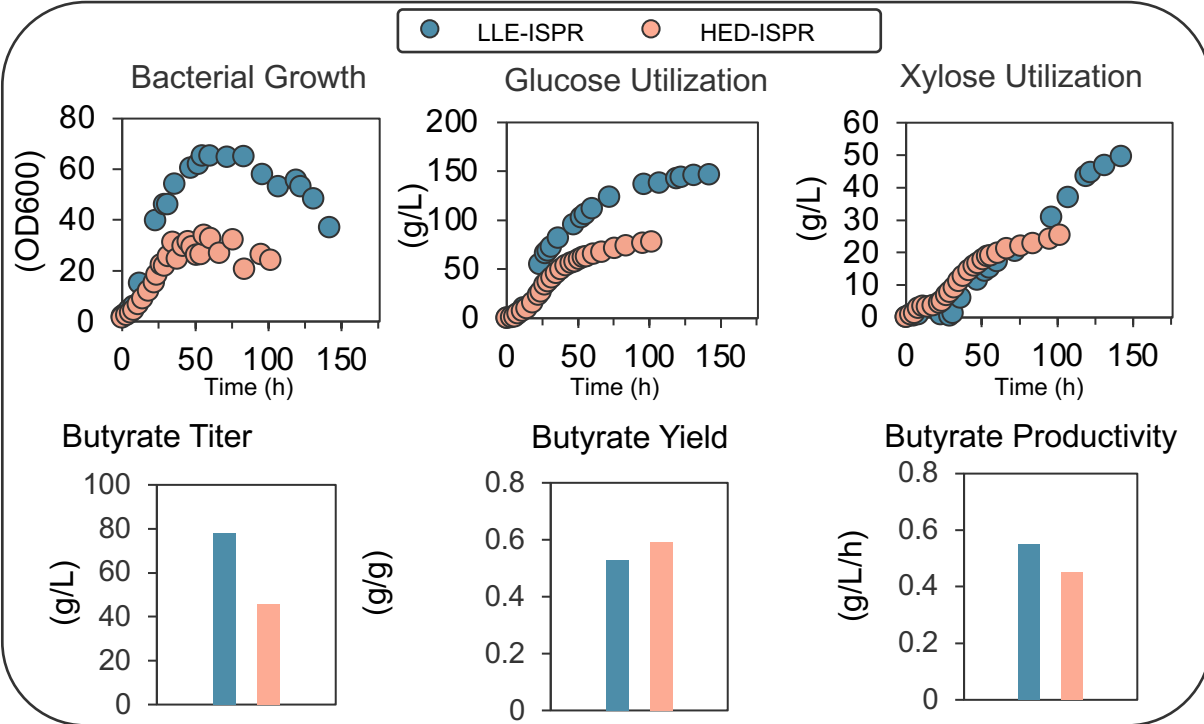 LLE-ISPR HED-ISPR
Bacterial Growth
Glucose Utilization
Xylose Utilization
(OD600)
80
60
40
20
0
0 50 100 150
Time (h)
(g/L)
200
150
100
50
0
0 50 100 150
Time (h)
(g/L)
60
50
40
30
20
10
0
0 50 100 150
Time (h)
Butyrate Titer
Butyrate Yield
Butyrate Productivity
(g/L)
100
80
60
40
20
0
(g/g)
0.8
0.6
0.4
0.2
0
(g/L/h)
0.8
0.6
0.4
0.2
0